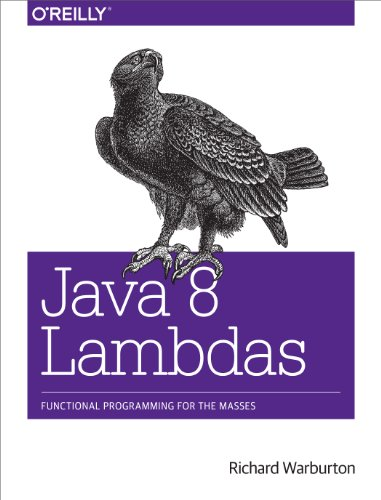 O'REILLY®
Java 8
Lambdas
FUNCTIONAL PROGRAMMING FOR THE MASSES
Richard Warburton